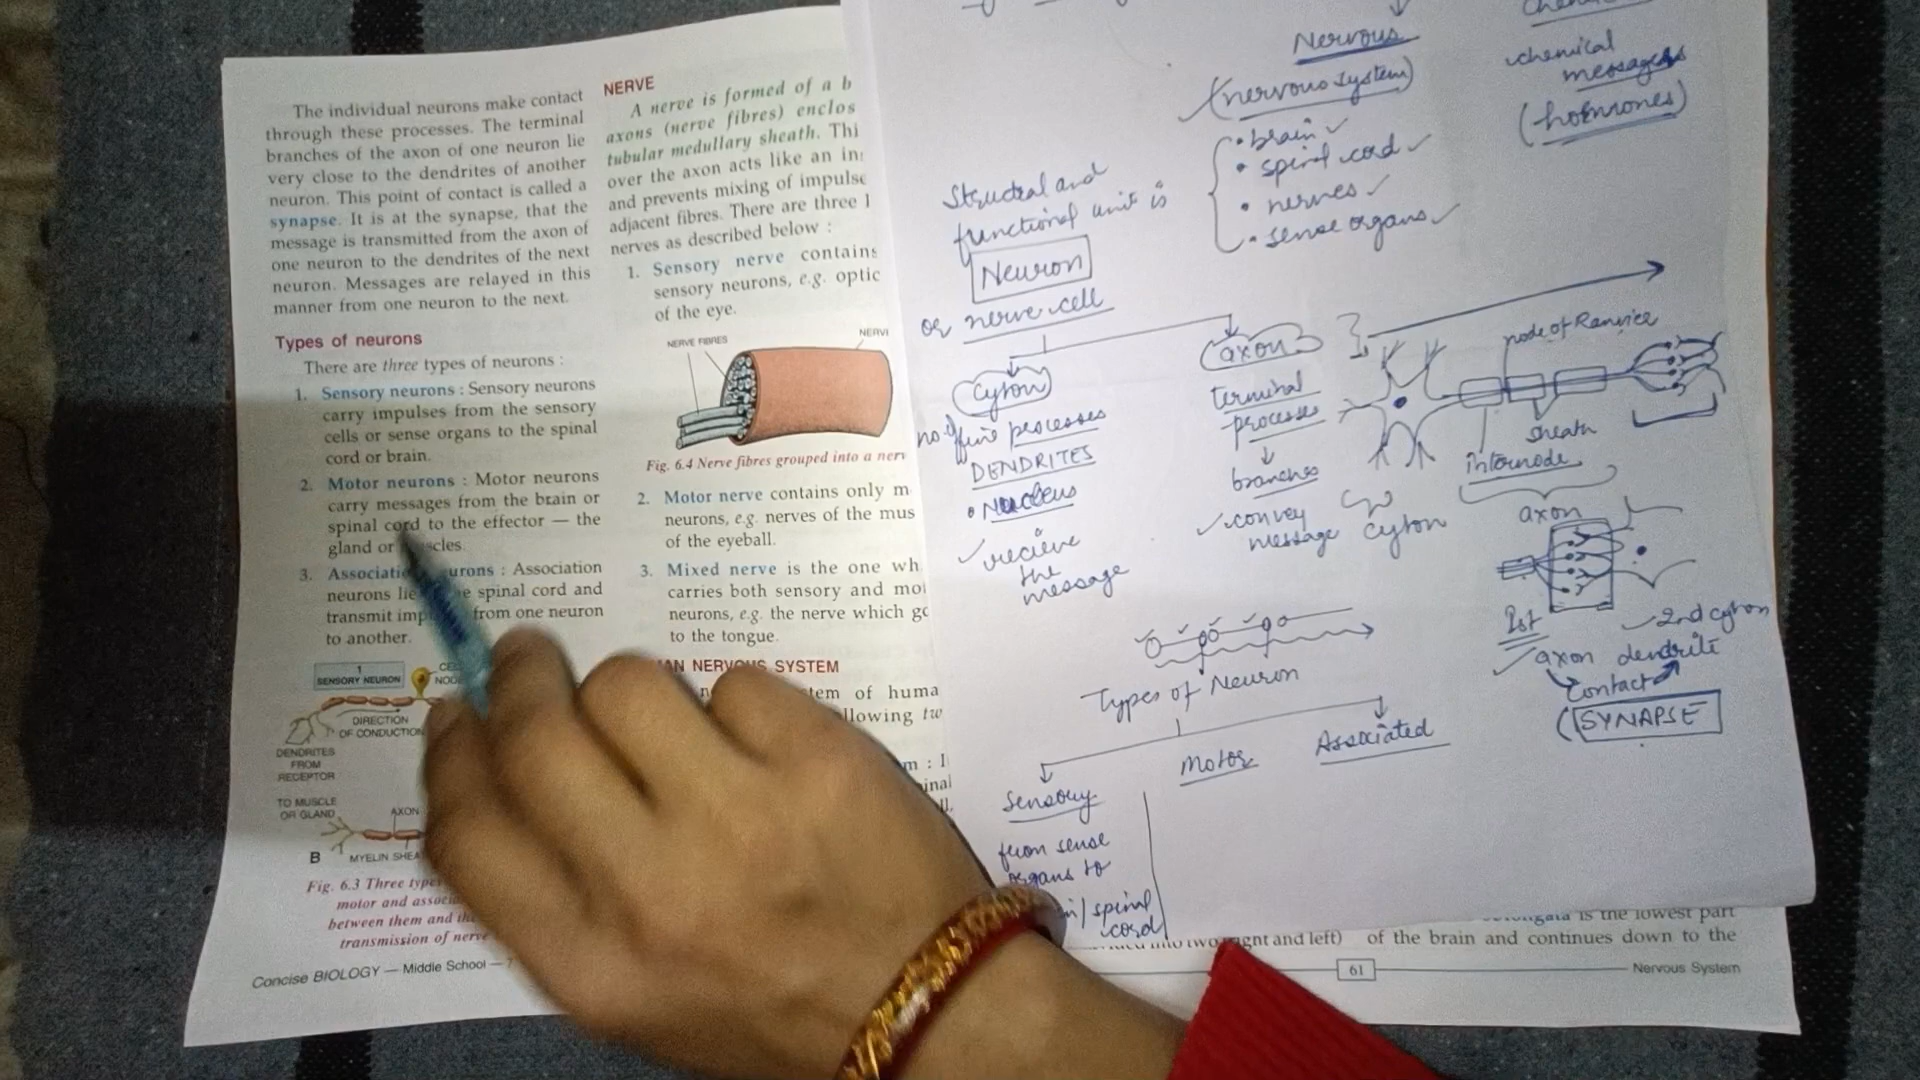 The individual neurons make contact
through these processes. The terminal
branches of the axon of one neuron lie
very close to the dendrites of another
neuron. This point of contact is called a
synapse. It is at the synapse, that the
message is transmitted from the axon of
one neuron to the dendrites of the next
neuron. Messages are relayed in this
manner from one neuron to the next.
Types of neurons
There are three types of neurons :
1. Sensory neurons : Sensory neurons
carry impulses from the sensory
cells or sense organs to the spinal
cord or brain.
2. Motor neurons : Motor neurons
carry messages from the brain or
spinal cord to the effector — the
gland or
3. : Association
neurons spinal cord and
transmit from one neuron
to another.
1
SENSORY NEURON
DIRECTION
OF CONDUCTION
DENDRITES
FROM
RECEPTOR
TO MUSCLE
OR GLAND
AXON
B MYELIN
Fig. 6.3 Three
motor and
between them and
transmission of
Concise BIOLOGY — Middle School —
NERVE
A nerve is formed of a
axons (nerve fibres)
tubular medullary sheath.
over the axon acts like an
and prevents mixing of
adjacent fibres. There are three
nerves as described below :
1. Sensory nerve contains
sensory neurons, e.g. optic
of the eye.
NERVE FIBRES
Fig. 6.4 Nerve fibres grouped into a
2. Motor nerve contains only
neurons, e.g. nerves of the
of the eyeball.
3. Mixed nerve is the one
carries both sensory and
neurons, e.g. the nerve which
to the tongue.
NERVOUS SYSTEM
of
Nervous
(nervous system)
• brain ✓
• spinal cord ✓
• nerves ✓
• sense organs ✓
chemical
messages
(hormones)
functional unit is
Neuron
or nerve cell
Cyton
fine processes
DENDRITES
• Nucleus
✓ recieve
the
message
axon
terminal
processes
branches
✓ convey
message
node of Ranvice
sheath
internode
cyton
axon
1st
✓ axon
✓ 2nd cyton
dendrite
contact
(SYNAPSE
Types of Neuron
Sensory
Motor
Associated
from sense
organs to
spinal
cord
right and left)
is the lowest part
of the brain and continues down to the
61
Nervous System